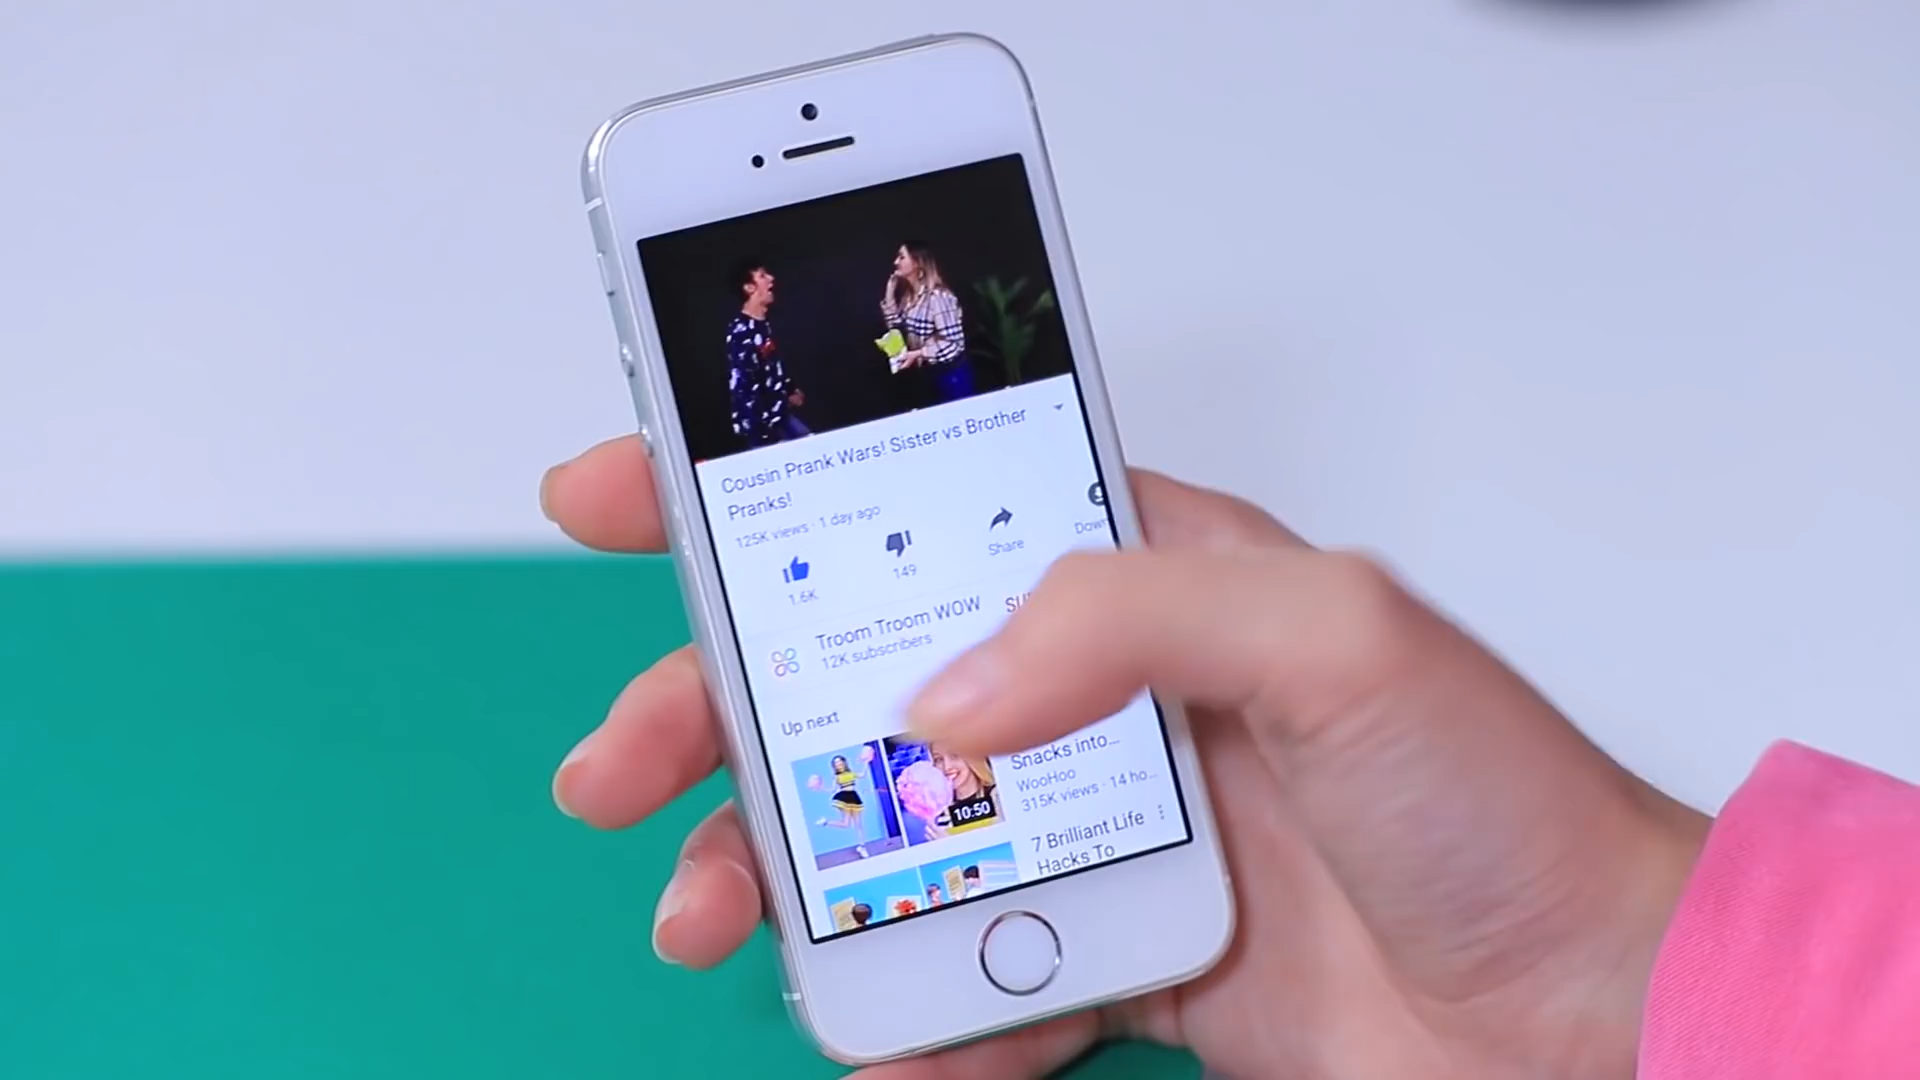 Cousin Prank Wars! Sister vs Brother
Pranks!
125K views · 1 day ago
1.6K
149
Share
Troom Troom WOW
12K subscribers
Up next
10:50
Snacks into...
WooHoo
315K views · 14 ho...
7 Brilliant Life
Hacks To